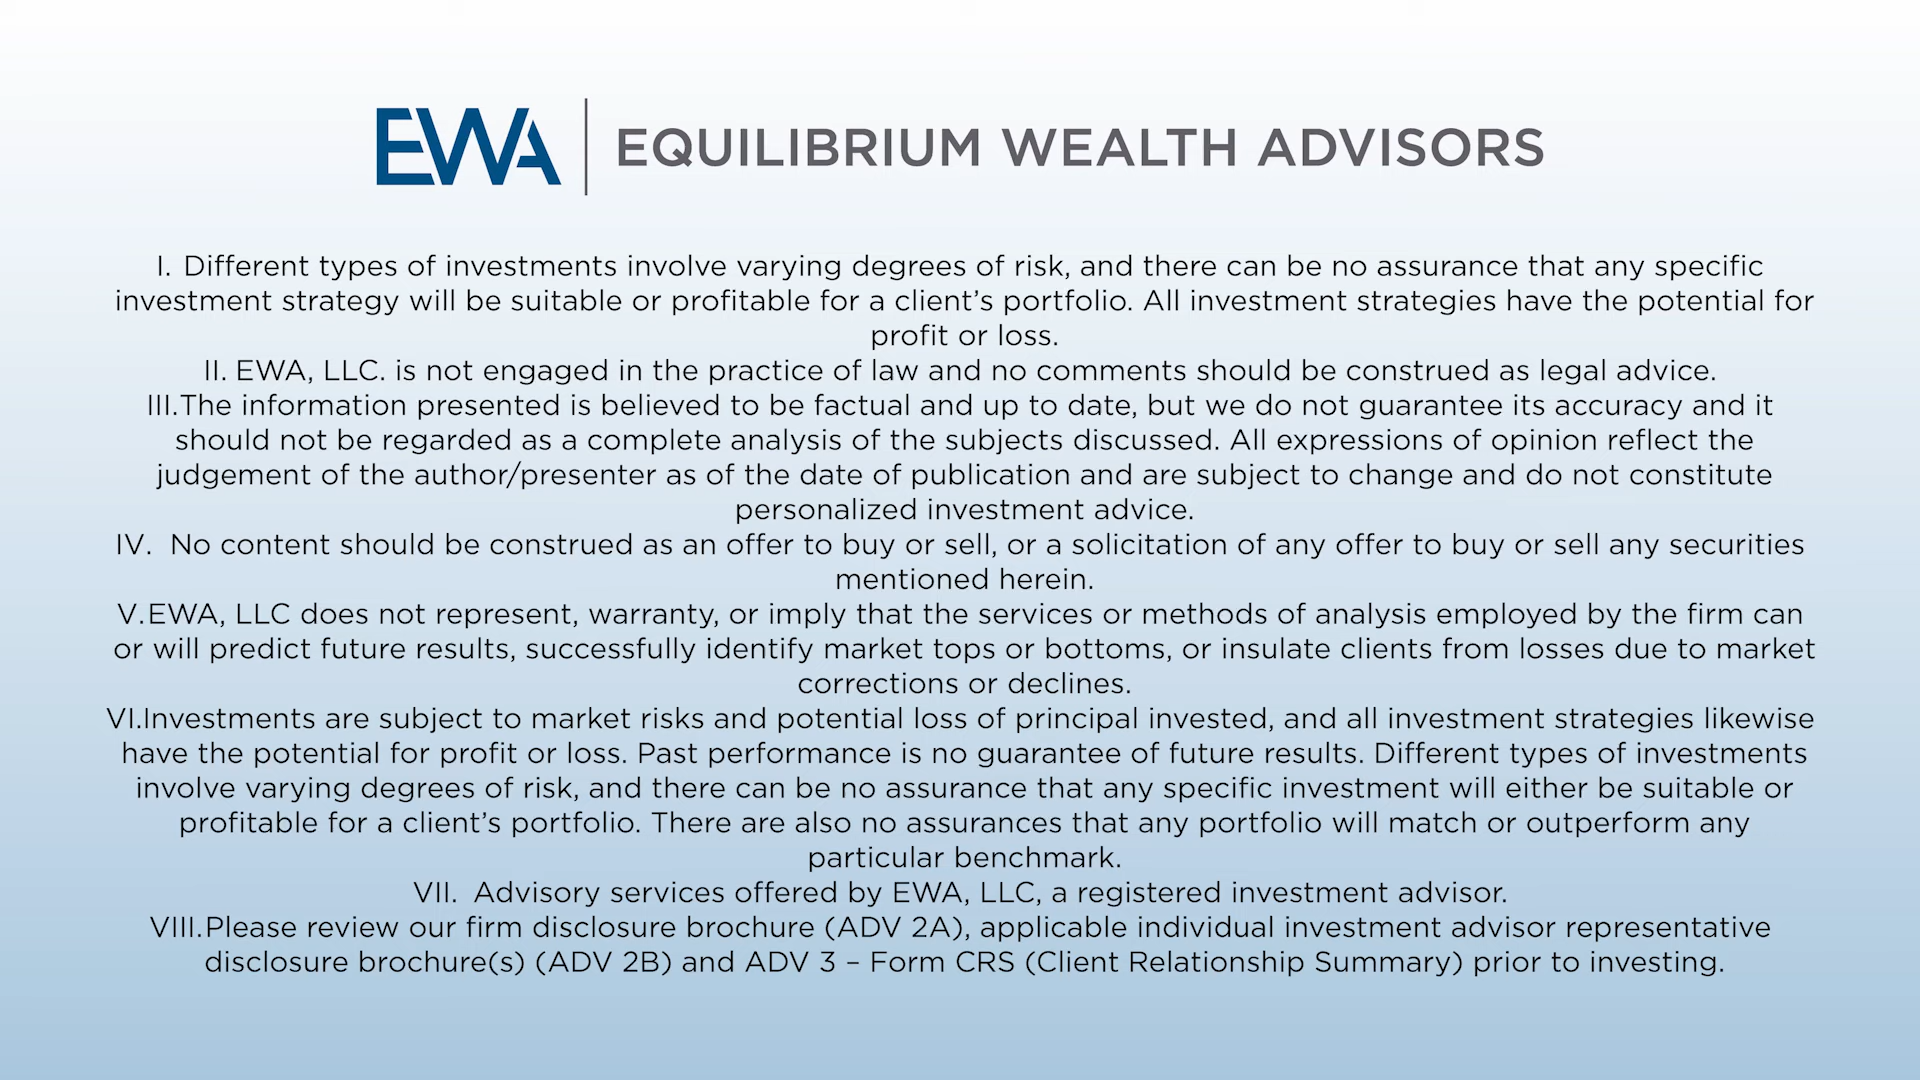 EWA | EQUILIBRIUM WEALTH ADVISORS
I. Different types of investments involve varying degrees of risk, and there can be no assurance that any specific
investment strategy will be suitable or profitable for a client’s portfolio. All investment strategies have the potential for
profit or loss.
II. EWA, LLC. is not engaged in the practice of law and no comments should be construed as legal advice.
III.The information presented is believed to be factual and up to date, but we do not guarantee its accuracy and it
should not be regarded as a complete analysis of the subjects discussed. All expressions of opinion reflect the
judgement of the author/presenter as of the date of publication and are subject to change and do not constitute
personalized investment advice.
IV. No content should be construed as an offer to buy or sell, or a solicitation of any offer to buy or sell any securities
mentioned herein.
V.EWA, LLC does not represent, warranty, or imply that the services or methods of analysis employed by the firm can
or will predict future results, successfully identify market tops or bottoms, or insulate clients from losses due to market
corrections or declines.
VI.Investments are subject to market risks and potential loss of principal invested, and all investment strategies likewise
have the potential for profit or loss. Past performance is no guarantee of future results. Different types of investments
involve varying degrees of risk, and there can be no assurance that any specific investment will either be suitable or
profitable for a client’s portfolio. There are also no assurances that any portfolio will match or outperform any
particular benchmark.
VII. Advisory services offered by EWA, LLC, a registered investment advisor.
VIII.Please review our firm disclosure brochure (ADV 2A), applicable individual investment advisor representative
disclosure brochure(s) (ADV 2B) and ADV 3 – Form CRS (Client Relationship Summary) prior to investing.